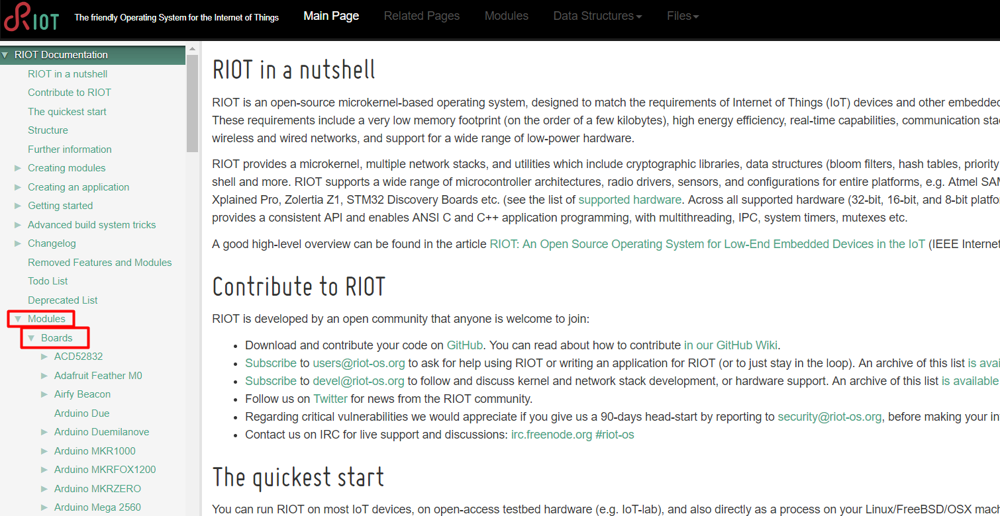 RIOT
The friendly Operating System for the Internet of Things
Main Page
Related Pages
Modules
Data Structures
Files
RIOT Documentation
RIOT in a nutshell
Contribute to RIOT
The quickest start
Structure
Further information
Creating modules
Creating an application
Getting started
Advanced build system tricks
Changelog
Removed Features and Modules
Todo List
Deprecated List
Modules
Boards
ACD52832
Adafruit Feather M0
Airfy Beacon
Arduino Due
Arduino Duemilanove
Arduino MKR1000
Arduino MKRFOX1200
Arduino MKRZERO
Arduino Mega 2560
RIOT in a nutshell
RIOT is an open-source microkernel-based operating system, designed to match the requirements of Internet of Things (IoT) devices and other embedded
These requirements include a very low memory footprint (on the order of a few kilobytes), high energy efficiency, real-time capabilities, communication
wireless and wired networks, and support for a wide range of low-power hardware.
RIOT provides a microkernel, multiple network stacks, and utilities which include cryptographic libraries, data structures (bloom filters, hash tables, priority
shell and more. RIOT supports a wide range of microcontroller architectures, radio drivers, sensors, and configurations for entire platforms, e.g. Atmel SAM
Xplained Pro, Zolertia Z1, STM32 Discovery Boards etc. (see the list of supported hardware. Across all supported hardware (32-bit, 16-bit, and 8-bit
provides a consistent API and enables ANSI C and C++ application programming, with multithreading, IPC, system timers, mutexes etc.
A good high-level overview can be found in the article RIOT: An Open Source Operating System for Low-End Embedded Devices in the IoT (IEEE Internet
Contribute to RIOT
RIOT is developed by an open community that anyone is welcome to join:
• Download and contribute your code on GitHub. You can read about how to contribute in our GitHub Wiki.
• Subscribe to users@riot-os.org to ask for help using RIOT or writing an application for RIOT (or to just stay in the loop). An archive of this list is
• Subscribe to devel@riot-os.org to follow and discuss kernel and network stack development, or hardware support. An archive of this list is available
• Follow us on Twitter for news from the RIOT community.
• Regarding critical vulnerabilities we would appreciate if you give us a 90-days head-start by reporting to security@riot-os.org, before making your
• Contact us on IRC for live support and discussions: irc.freenode.org #riot-os
The quickest start
You can run RIOT on most IoT devices, on open-access testbed hardware (e.g. IoT-lab), and also directly as a process on your Linux/FreeBSD/OSX